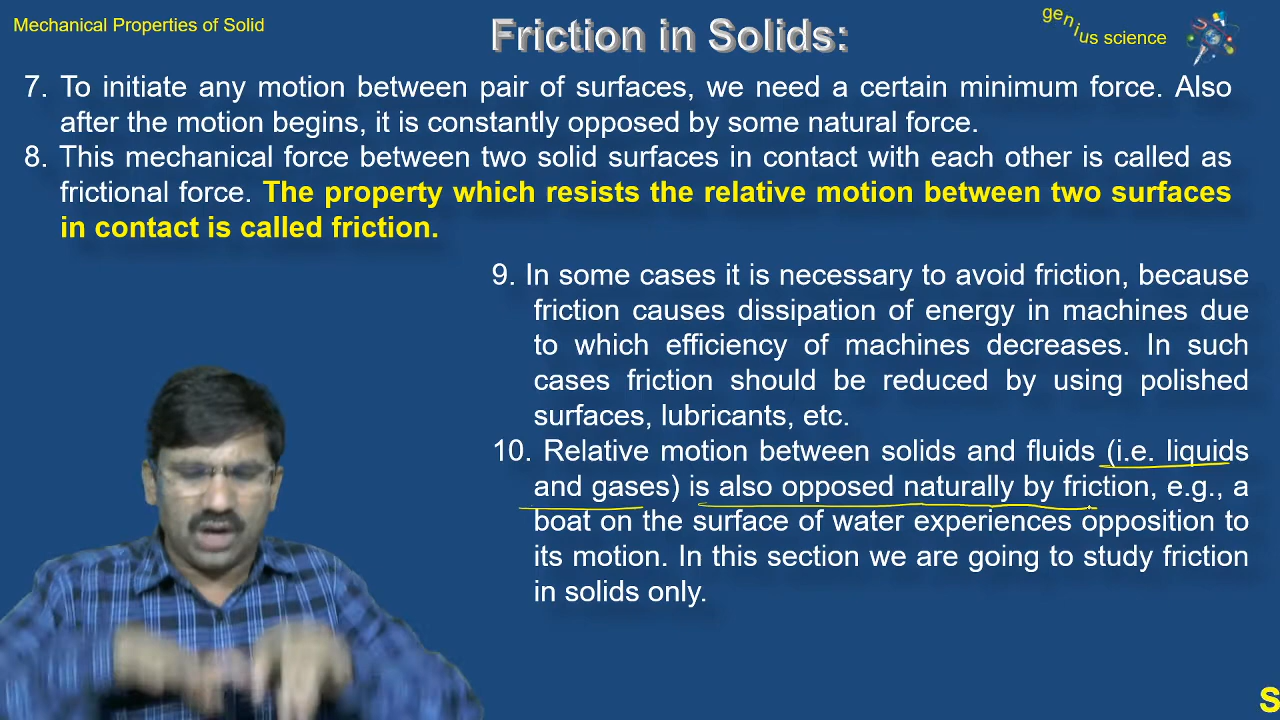 Mechanical Properties of Solid
Friction in Solids:
genius science
7. To initiate any motion between pair of surfaces, we need a certain minimum force. Also
after the motion begins, it is constantly opposed by some natural force.
8. This mechanical force between two solid surfaces in contact with each other is called as
frictional force. The property which resists the relative motion between two surfaces
in contact is called friction.
9. In some cases it is necessary to avoid friction, because
friction causes dissipation of energy in machines due
to which efficiency of machines decreases. In such
cases friction should be reduced by using polished
surfaces, lubricants, etc.
10. Relative motion between solids and fluids (i.e. liquids
and gases) is also opposed naturally by friction, e.g., a
boat on the surface of water experiences opposition to
its motion. In this section we are going to study friction
in solids only.
S